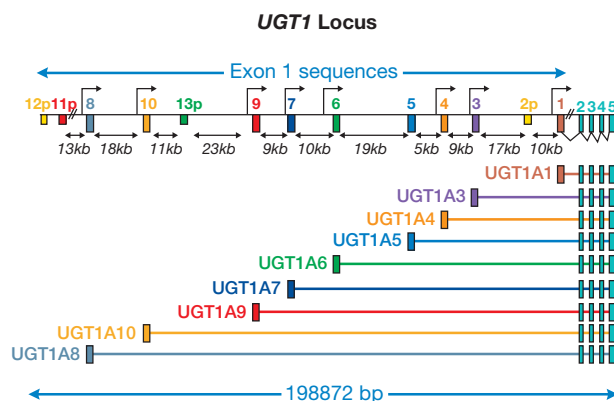 UGT1 Locus
Exon 1 sequences
12p 11p 8 10 13p 9 7 6 5 4 3 2p 1 2 3 4 5
13kb 18kb 11kb 23kb 9kb 10kb 19kb 5kb 9kb 17kb 10kb
UGT1A1
UGT1A3
UGT1A4
UGT1A5
UGT1A6
UGT1A7
UGT1A9
UGT1A10
UGT1A8
198872 bp